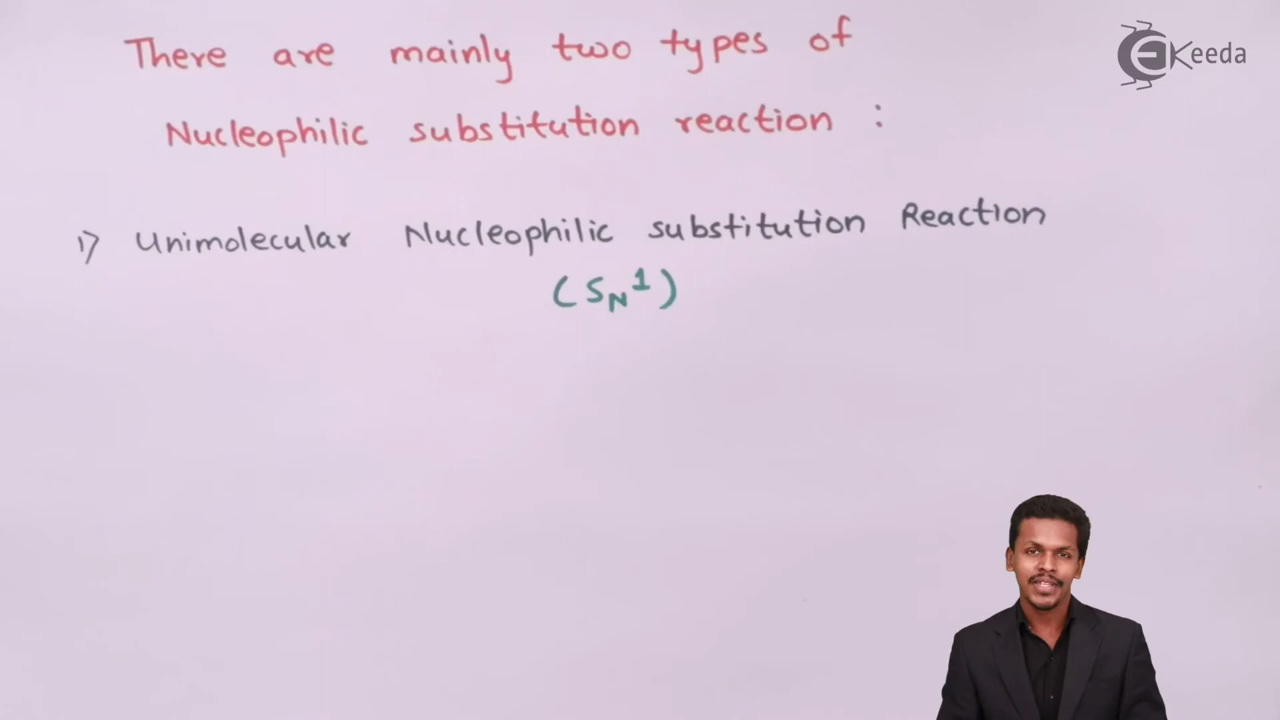 There are mainly two types of
EKeeda
Nucleophilic substitution reaction :
1) Unimolecular Nucleophilic substitution Reaction
(SN1)